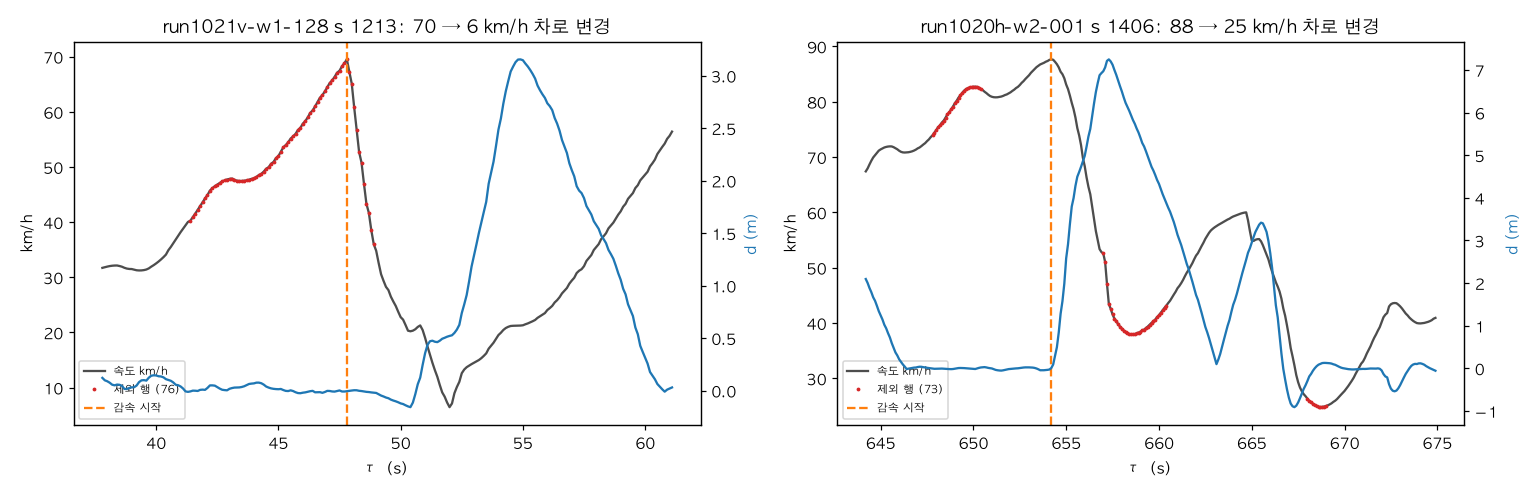 run1021v-w1-128 s 1213: 70 → 6 km/h 차로 변경
70
60
50
40
30
20
10
km/h
3.0
2.5
2.0
1.5
1.0
0.5
0.0
d (m)
속도 km/h
제외 행 (76)
감속 시작
40 45 50 55 60
τ (s)
run1020h-w2-001 s 1406: 88 → 25 km/h 차로 변경
90
80
70
60
50
40
30
km/h
7
6
5
4
3
2
1
0
−1
d (m)
속도 km/h
제외 행 (73)
감속 시작
645 650 655 660 665 670 675
τ (s)